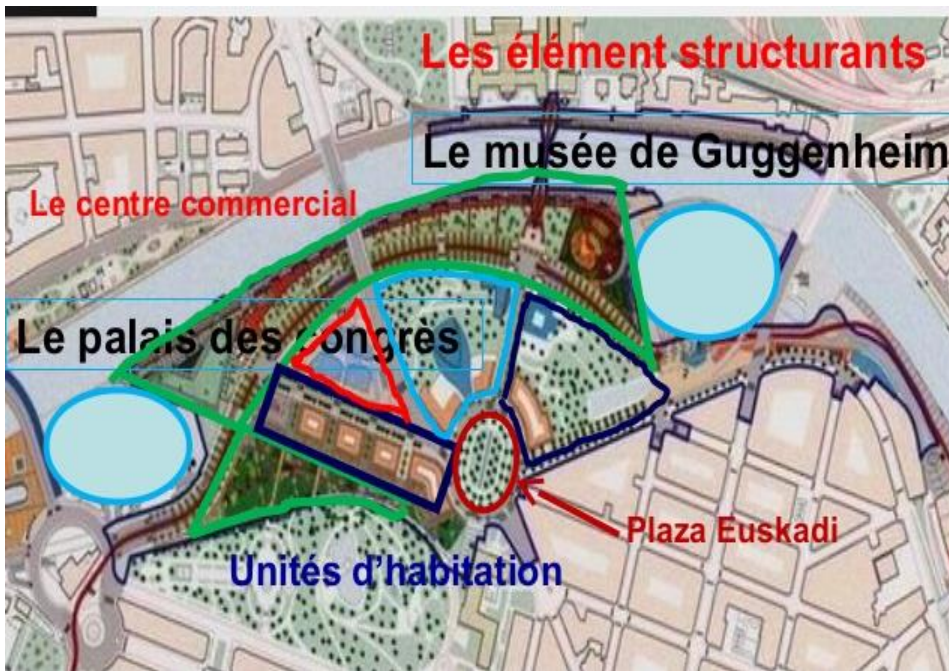 Les élément structurants
Le musée de Guggenheim
Le centre commercial
Le palais des congrès
Plaza Euskadi
Unités d'habitation